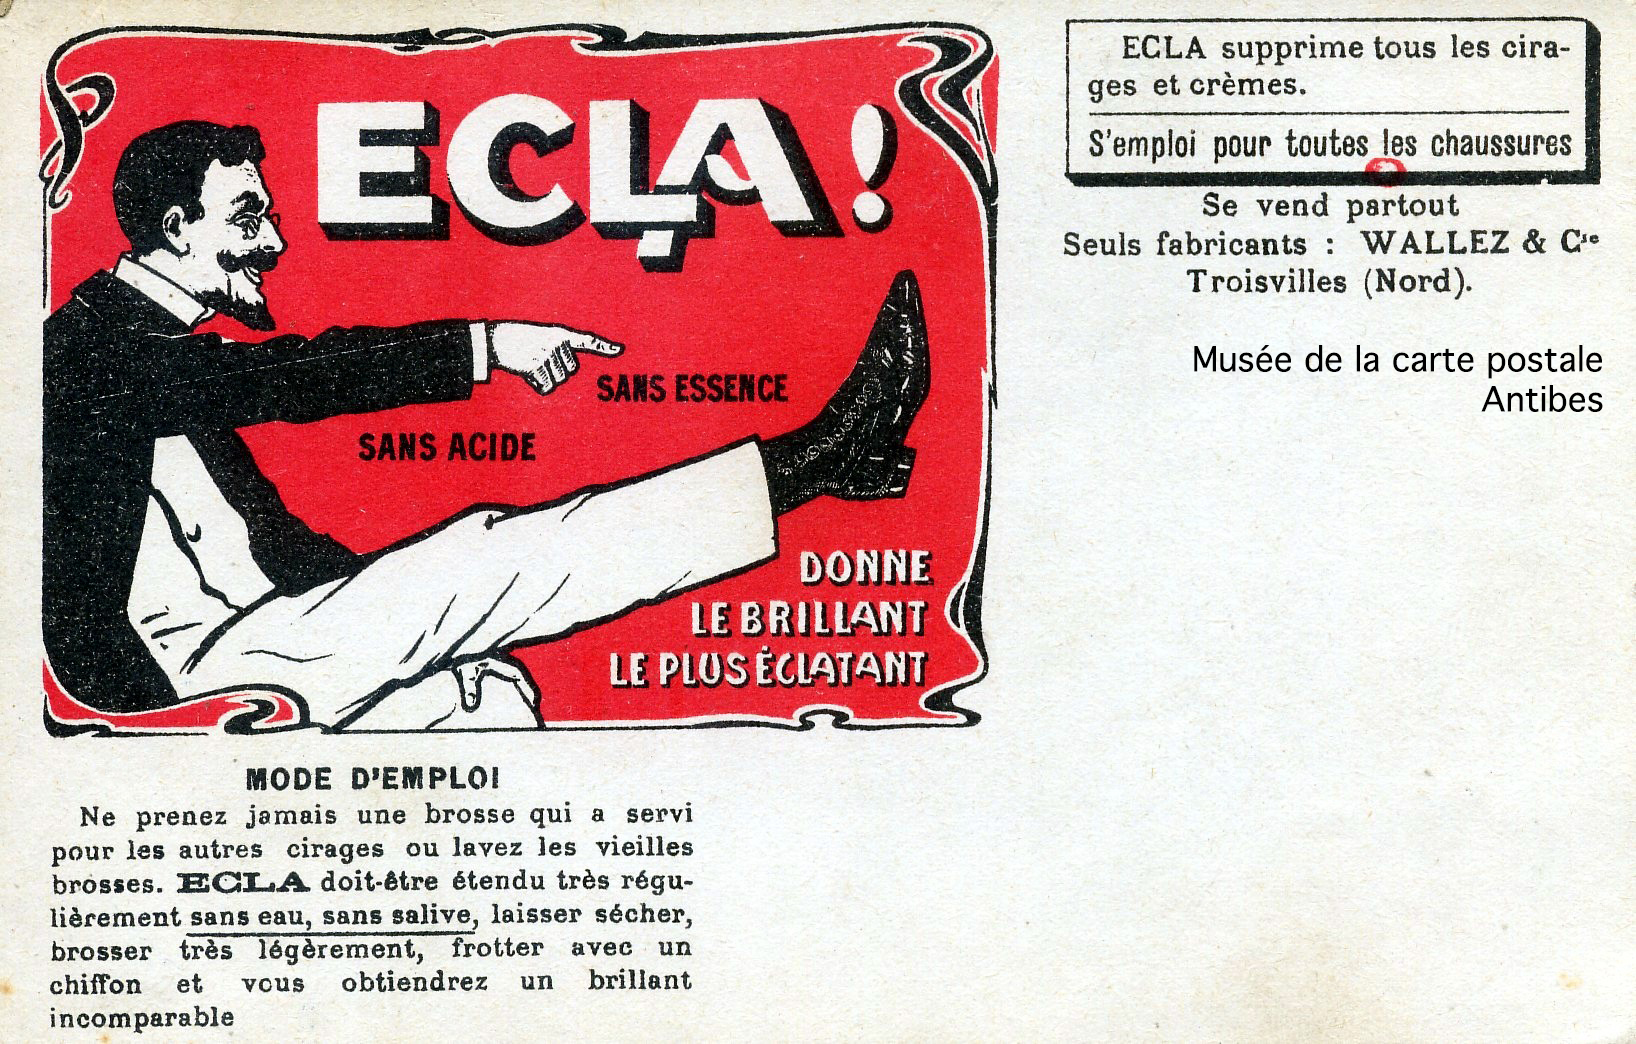 ECLA!
SANS ESSENCE
SANS ACIDE
DONNE
LE BRILLANT
LE PLUS ÉCLATANT
MODE D'EMPLOI
Ne prenez jamais une brosse qui a servi
pour les autres cirages ou lavez les vieilles
brosses. ECLA doit-être étendu très régu-
lièrement sans eau, sans salive, laisser sécher,
brosser très légèrement, frotter avec un
chiffon et vous obtiendrez un brillant
incomparable
ECLA supprime tous les cira-
ges et crèmes.
S'emploi pour toutes les chaussures
Se vend partout
Seuls fabricants : WALLEZ & Cie
Troisvilles (Nord).
Musée de la carte postale
Antibes